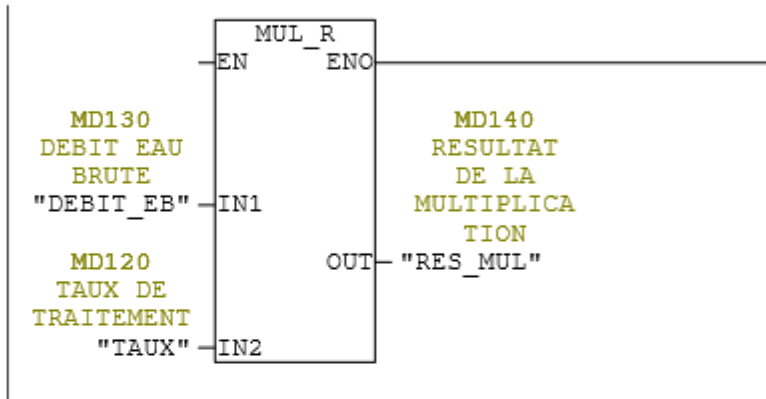 MUL_R
EN ENO
MD130
DEBIT EAU
BRUTE
"DEBIT_EB" IN1
MD140
RESULTAT
DE LA
MULTIPLICA
TION
OUT "RES_MUL"
MD120
TAUX DE
TRAITEMENT
"TAUX" IN2